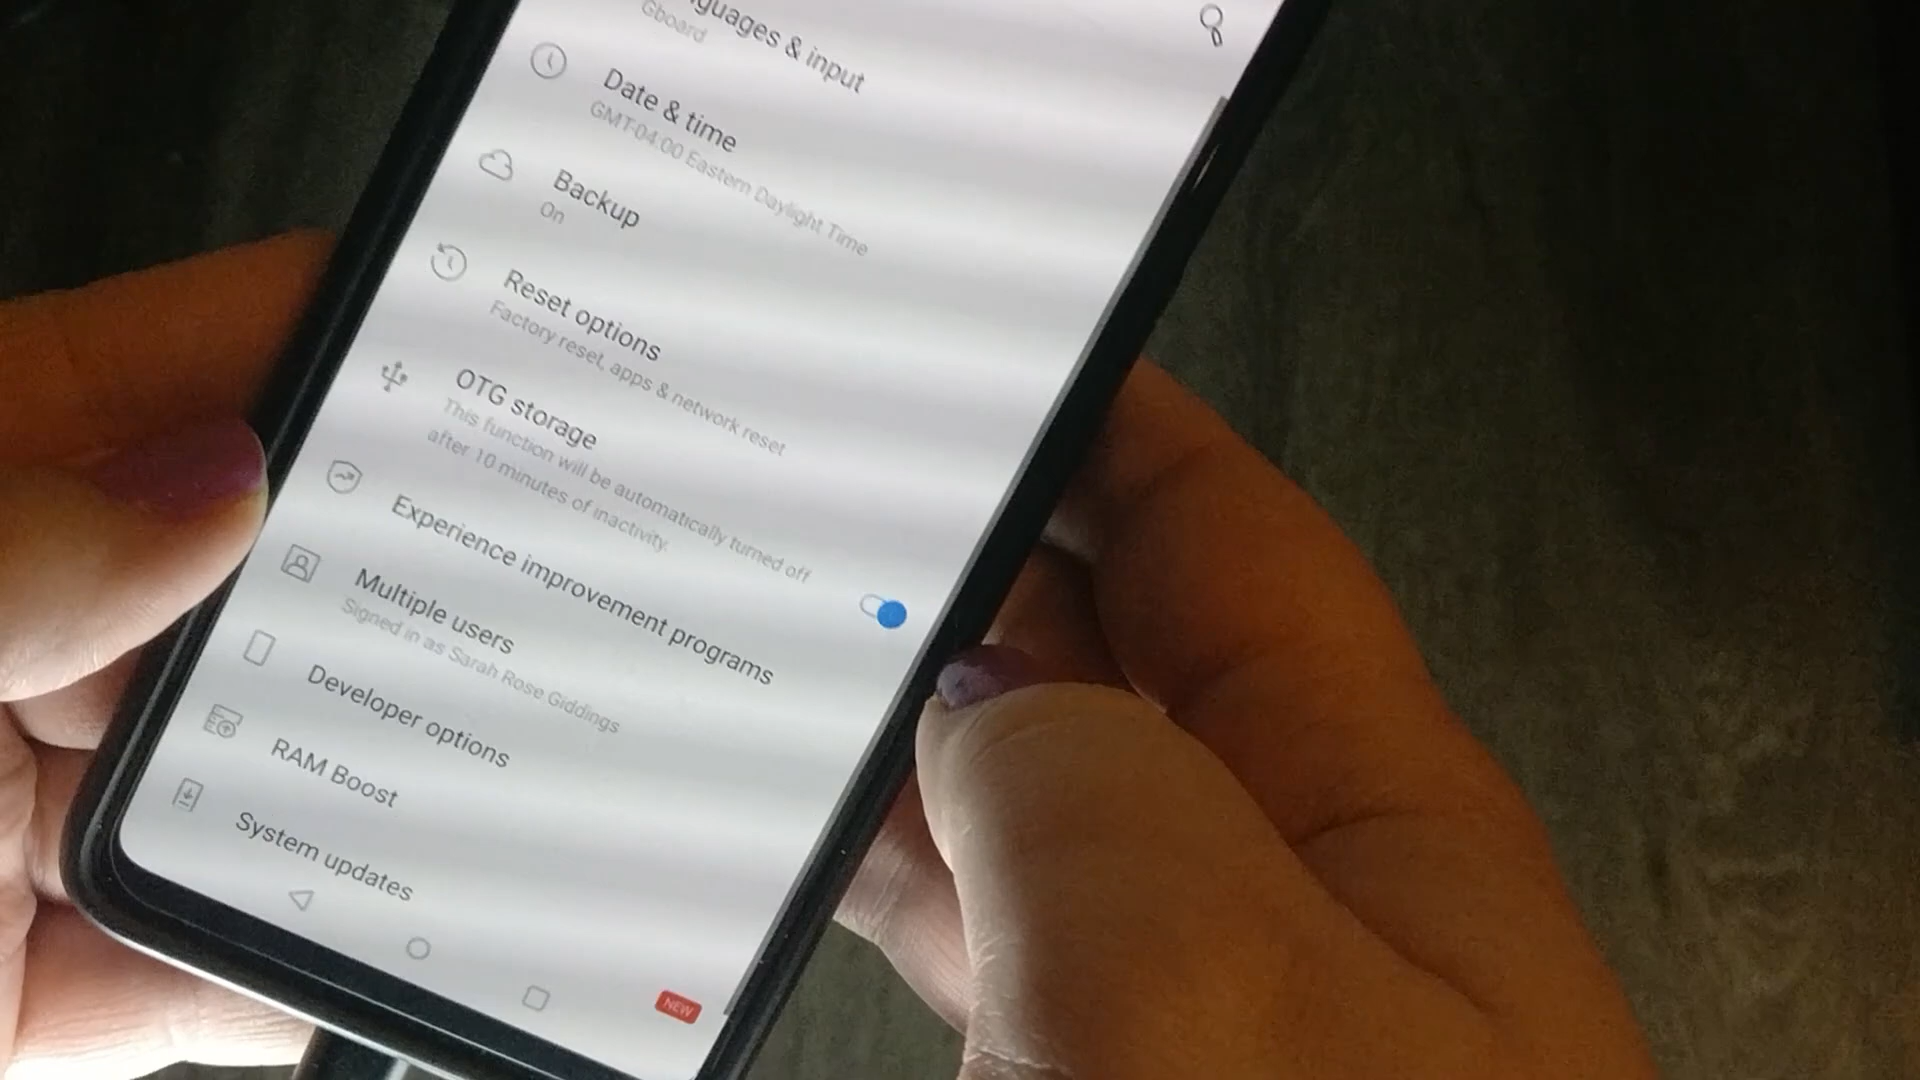 guages & input
Gboard
Date & time
GMT-04:00 Eastern Daylight Time
Backup
On
Reset options
Factory reset, apps & network reset
OTG storage
This function will be automatically turned off
after 10 minutes of inactivity.
Experience improvement programs
Multiple users
Signed in as Sarah Rose Giddings
Developer options
RAM Boost
System updates
NEW